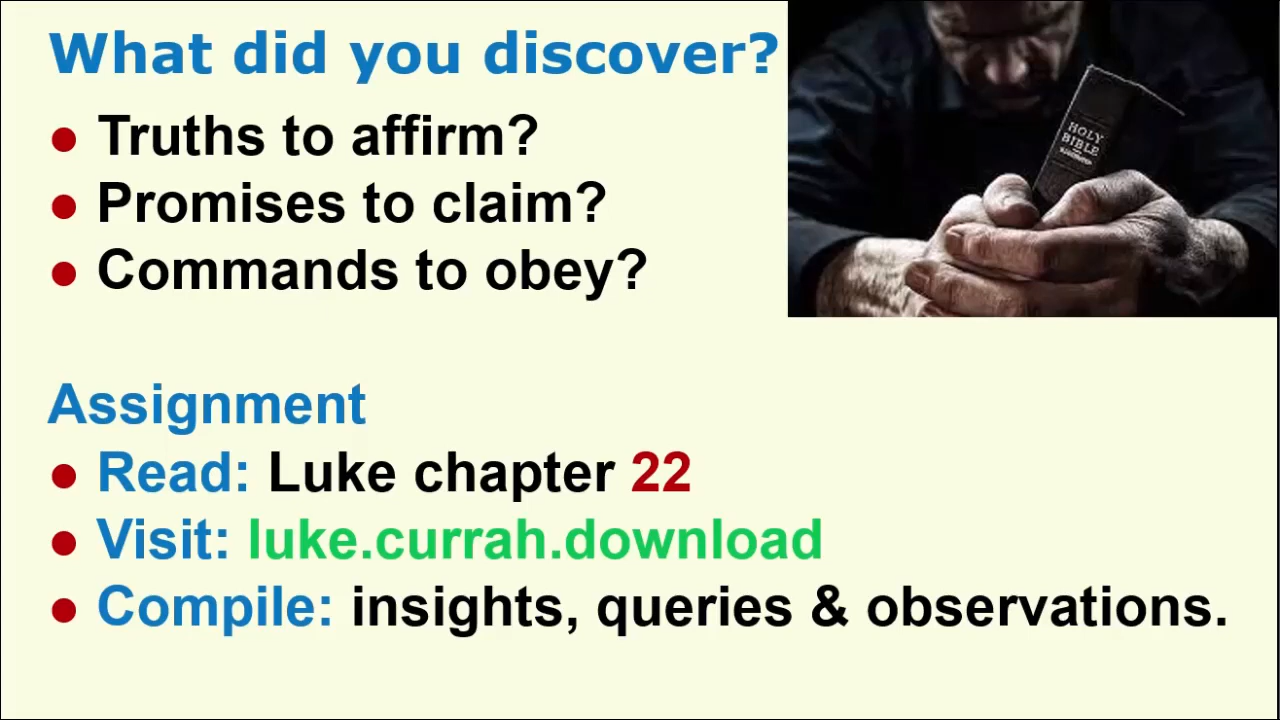 What did you discover?
● Truths to affirm?
● Promises to claim?
● Commands to obey?
HOLY
BIBLE
Assignment
● Read: Luke chapter 22
● Visit: luke.currah.download
● Compile: insights, queries & observations.